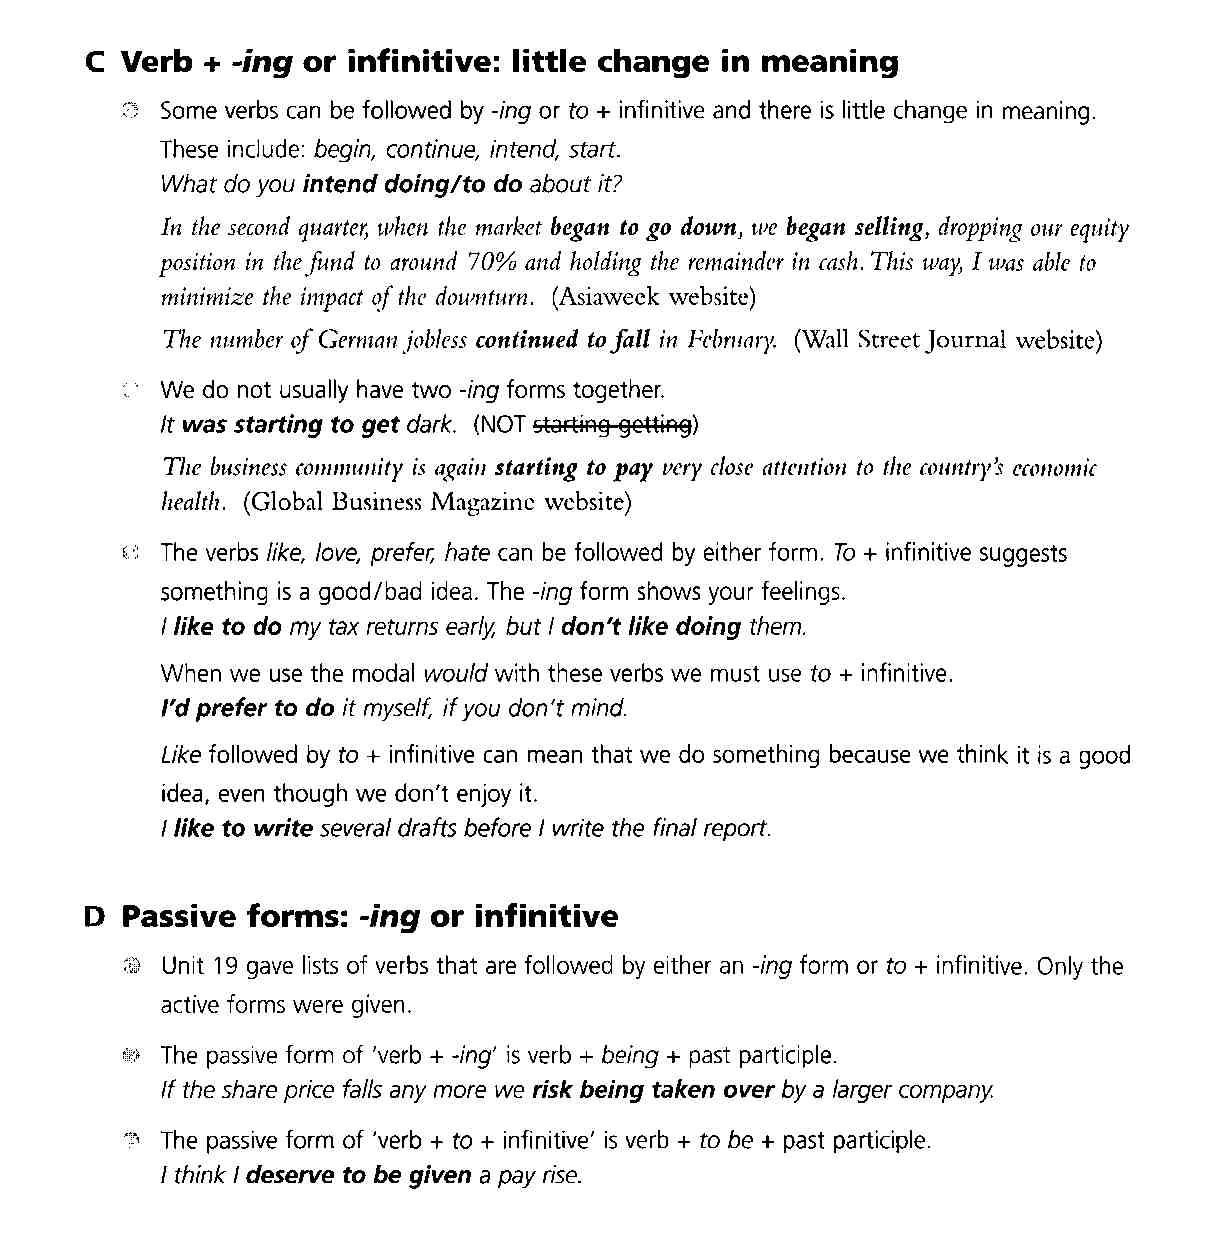 C Verb + -ing or infinitive: little change in meaning
Some verbs can be followed by -ing or to + infinitive and there is little change in meaning.
These include: begin, continue, intend, start.
What do you intend doing/to do about it?
In the second quarter, when the market began to go down, we began selling, dropping our equity
position in the fund to around 70% and holding the remainder in cash. This way, I was able to
minimize the impact of the downturn. (Asiaweek website)
The number of German jobless continued to fall in February. (Wall Street Journal website)
We do not usually have two -ing forms together.
It was starting to get dark. (NOT starting getting)
The business community is again starting to pay very close attention to the country's economic
health. (Global Business Magazine website)
The verbs like, love, prefer, hate can be followed by either form. To + infinitive suggests
something is a good/bad idea. The -ing form shows your feelings.
I like to do my tax returns early, but I don't like doing them.
When we use the modal would with these verbs we must use to + infinitive.
I'd prefer to do it myself, if you don't mind.
Like followed by to + infinitive can mean that we do something because we think it is a good
idea, even though we don't enjoy it.
I like to write several drafts before I write the final report.
D Passive forms: -ing or infinitive
Unit 19 gave lists of verbs that are followed by either an -ing form or to + infinitive. Only the
active forms were given.
The passive form of 'verb + -ing' is verb + being + past participle.
If the share price falls any more we risk being taken over by a larger company.
The passive form of 'verb + to + infinitive' is verb + to be + past participle.
I think I deserve to be given a pay rise.